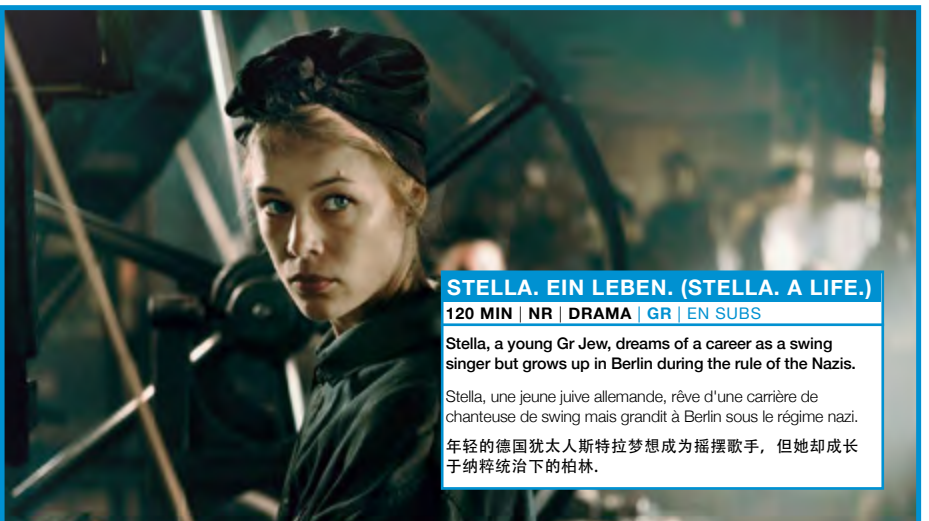 STELLA. EIN LEBEN. (STELLA. A LIFE.)
120 MIN | NR | DRAMA | GR | EN SUBS
Stella, a young Gr Jew, dreams of a career as a swing
singer but grows up in Berlin during the rule of the Nazis.
Stella, une jeune juive allemande, rêve d'une carrière de
chanteuse de swing mais grandit à Berlin sous le régime nazi.
年轻的德国犹太人斯特拉梦想成为摇摆歌手，但她却成长
于纳粹统治下的柏林.